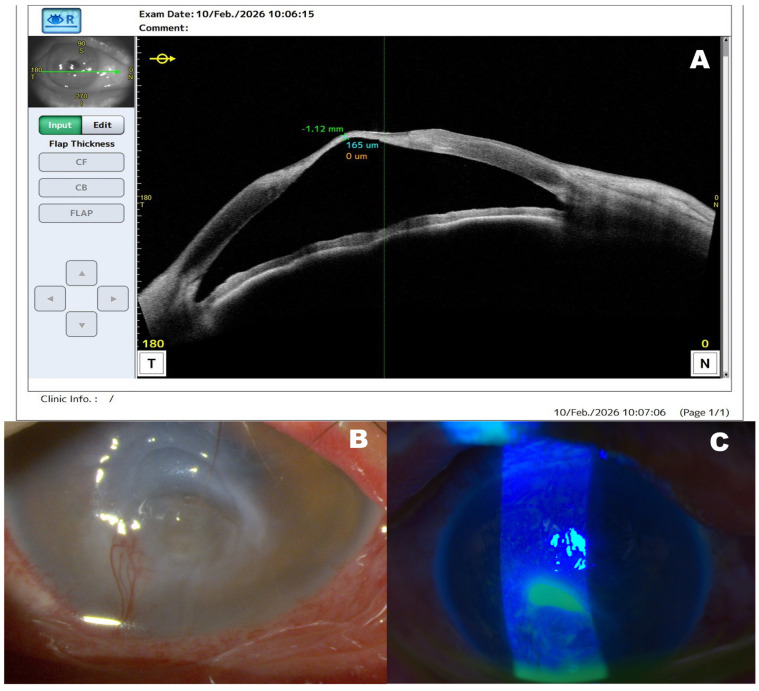 Exam Date: 10/Feb./2026 10:06:15
Comment:
R
A
90
S
180
T
0
N
270
Input Edit
Flap Thickness
CF
CB
FLAP
-1.12 mm
165 um
0 um
180
T
0
N
180
0
T
N
Clinic Info. : /
10/Feb./2026 10:07:06 (Page 1/1)
B
C